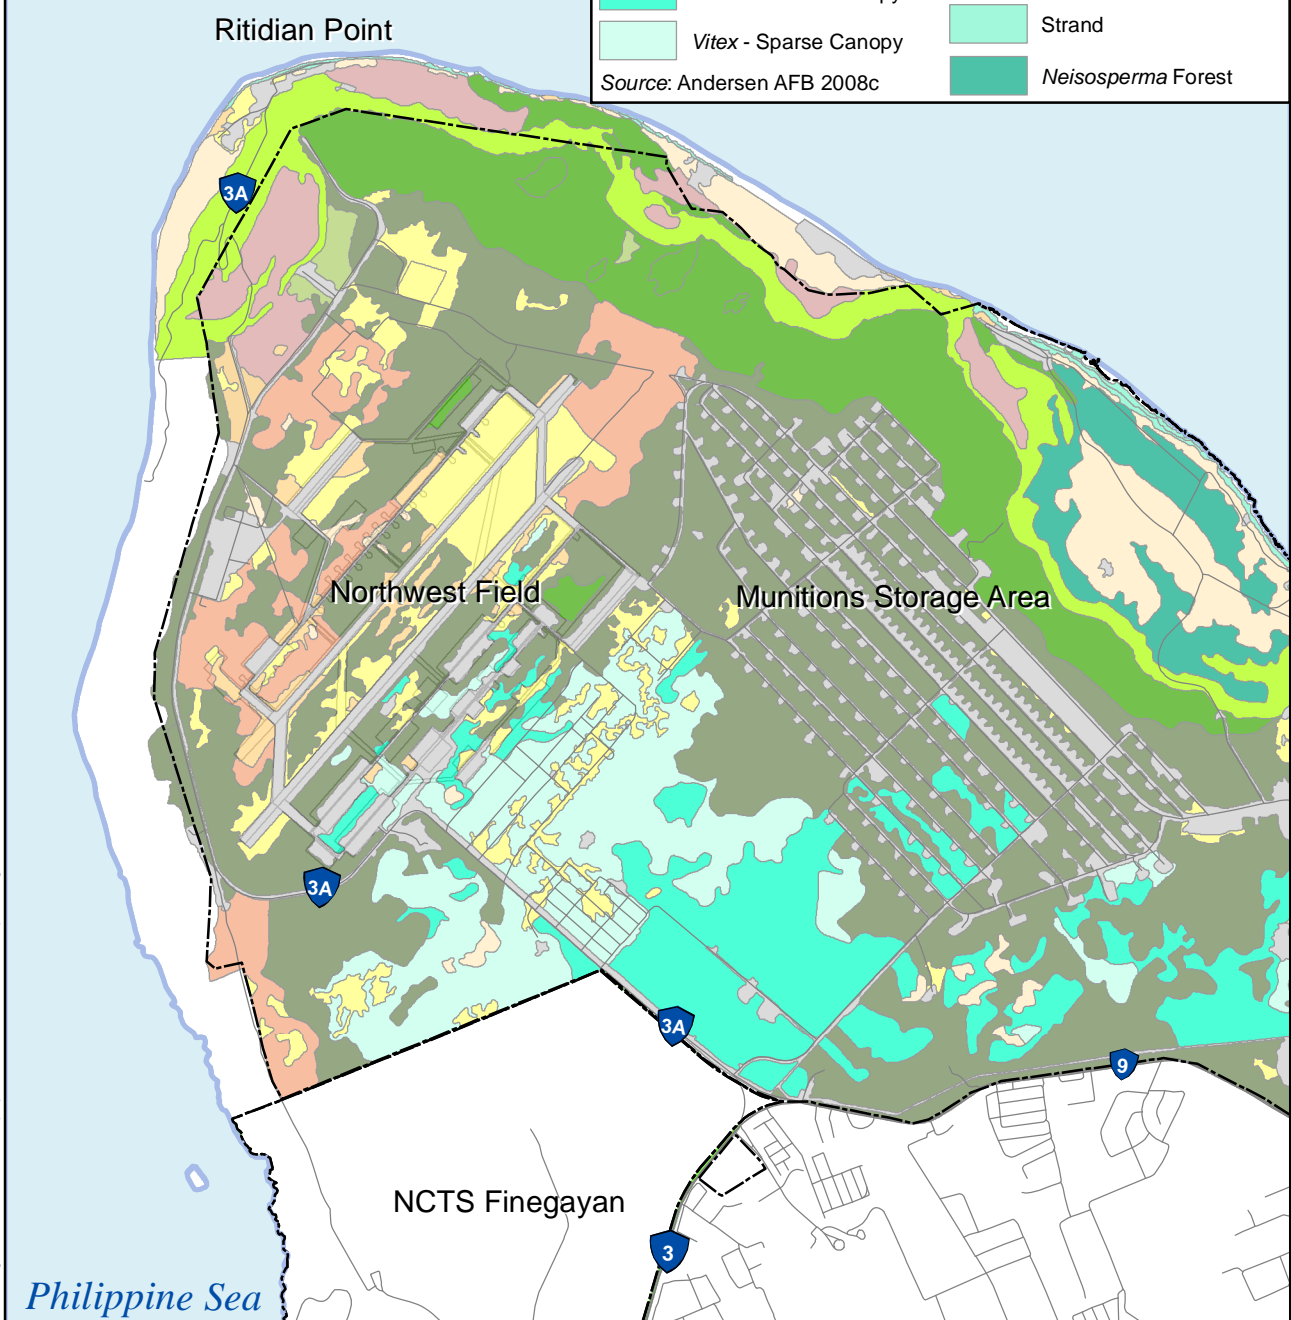 Ritidian Point
Strand
Vitex - Sparse Canopy
Neisosperma Forest
Source: Andersen AFB 2008c
3A
Northwest Field
Munitions Storage Area
3A
3A
9
NCTS Finegayan
3
Philippine Sea